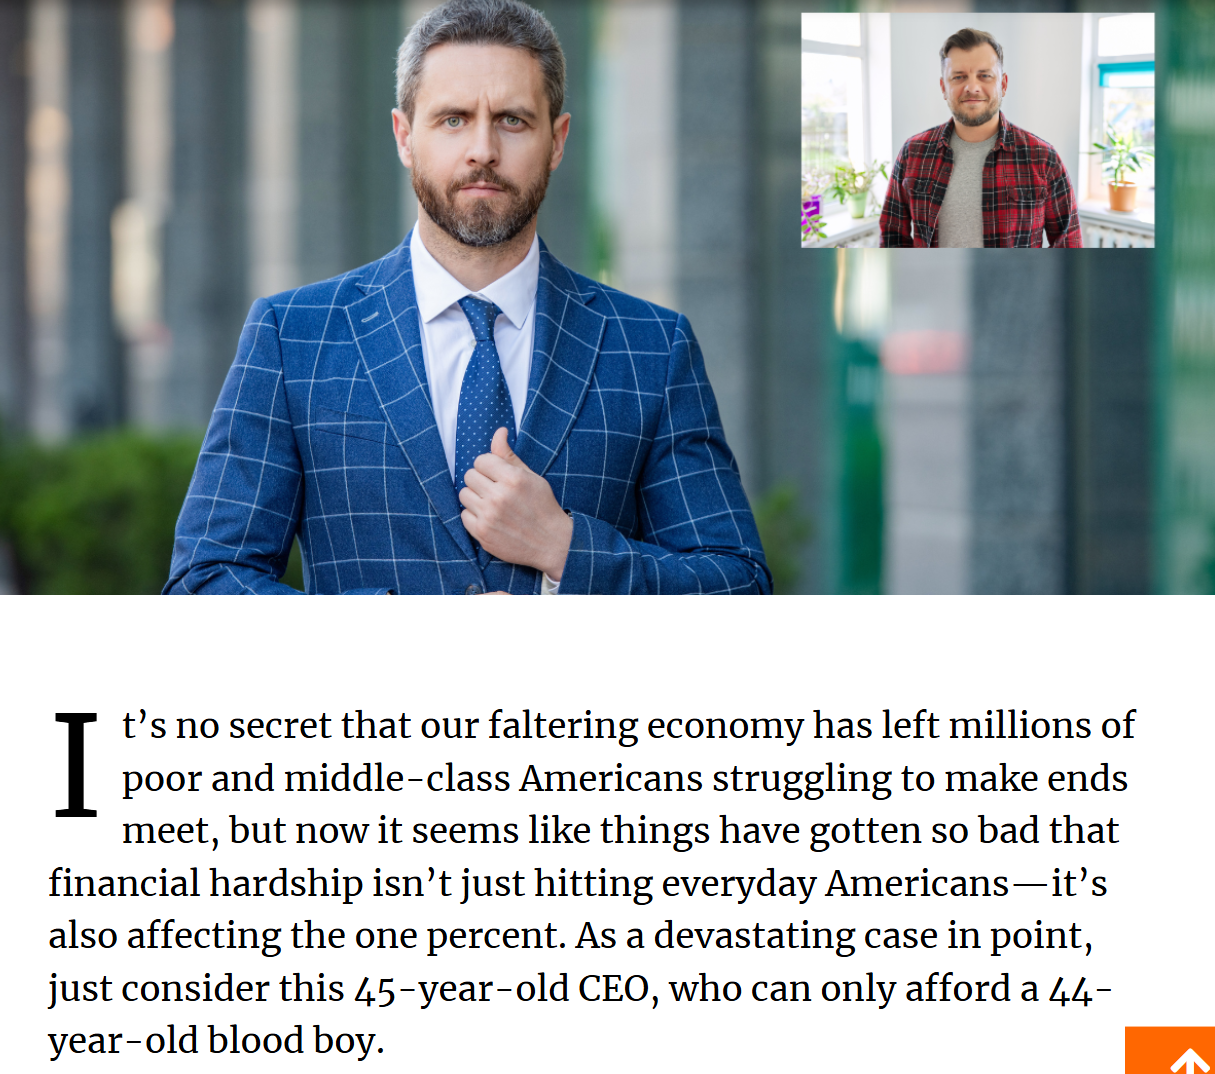 It’s no secret that our faltering economy has left millions of
poor and middle-class Americans struggling to make ends
meet, but now it seems like things have gotten so bad that
financial hardship isn’t just hitting everyday Americans—it’s
also affecting the one percent. As a devastating case in point,
just consider this 45-year-old CEO, who can only afford a 44-
year-old blood boy.